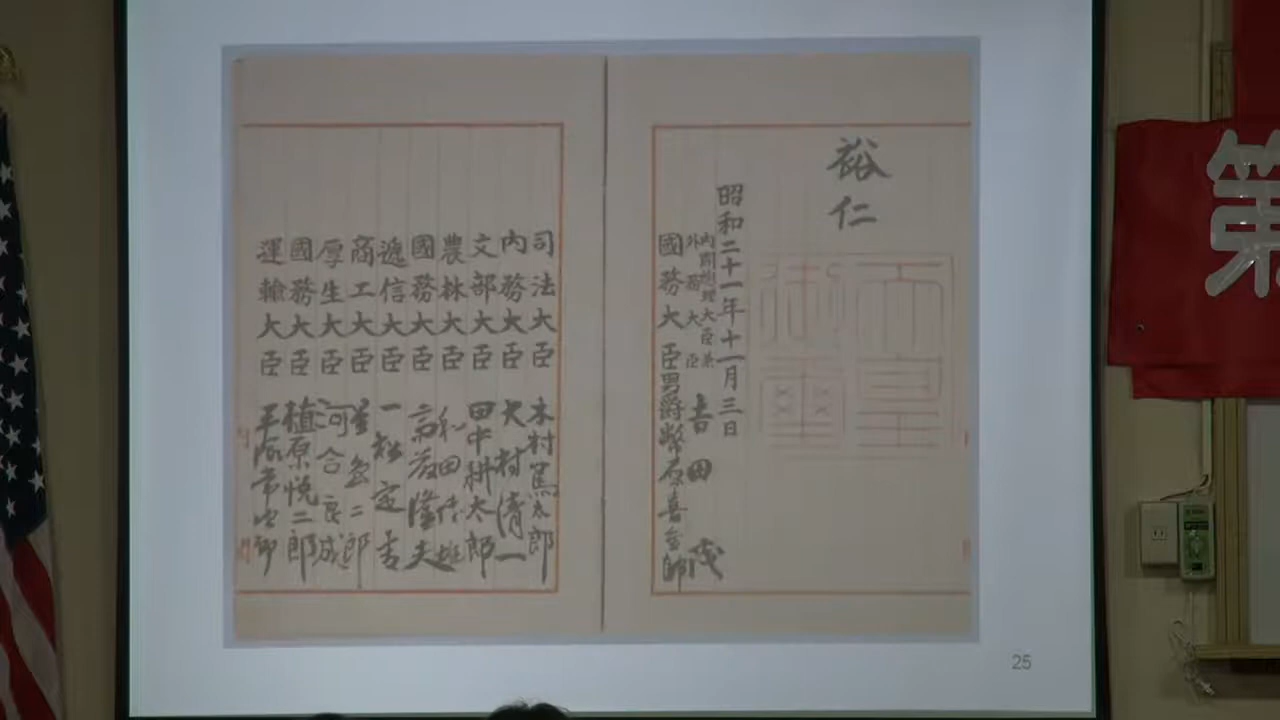 裕仁
天皇
御璽
昭和二十一年十一月三日
内閣総理大臣兼
外務大臣 吉田茂
國務大臣 男爵 幣原喜重郎
司法大臣 木村篤太郎
内務大臣 大村清一
文部大臣 田中耕太郎
農林大臣 和田博雄
國務大臣 斎藤隆夫
逓信大臣 一松定吉
商工大臣 星島二郎
厚生大臣 河合良成
國務大臣 植原悦二郎
運輸大臣 平塚常次郎
25
第